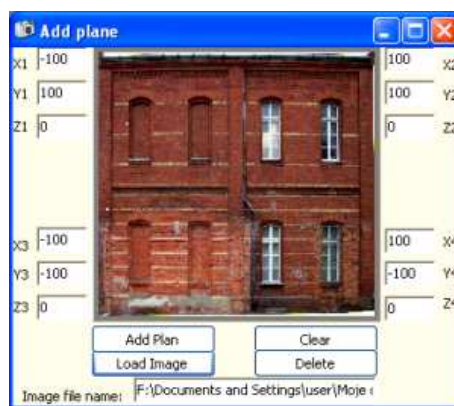 Add plane
X1 -100 100 X2
Y1 100 100 Y2
Z1 0 0 Z2
X3 -100 100 X4
Y3 -100 -100 Y4
Z3 0 0 Z4
Add Plan Clear
Load Image Delete
Image file name: F:\Documents and Settings\user\Moje